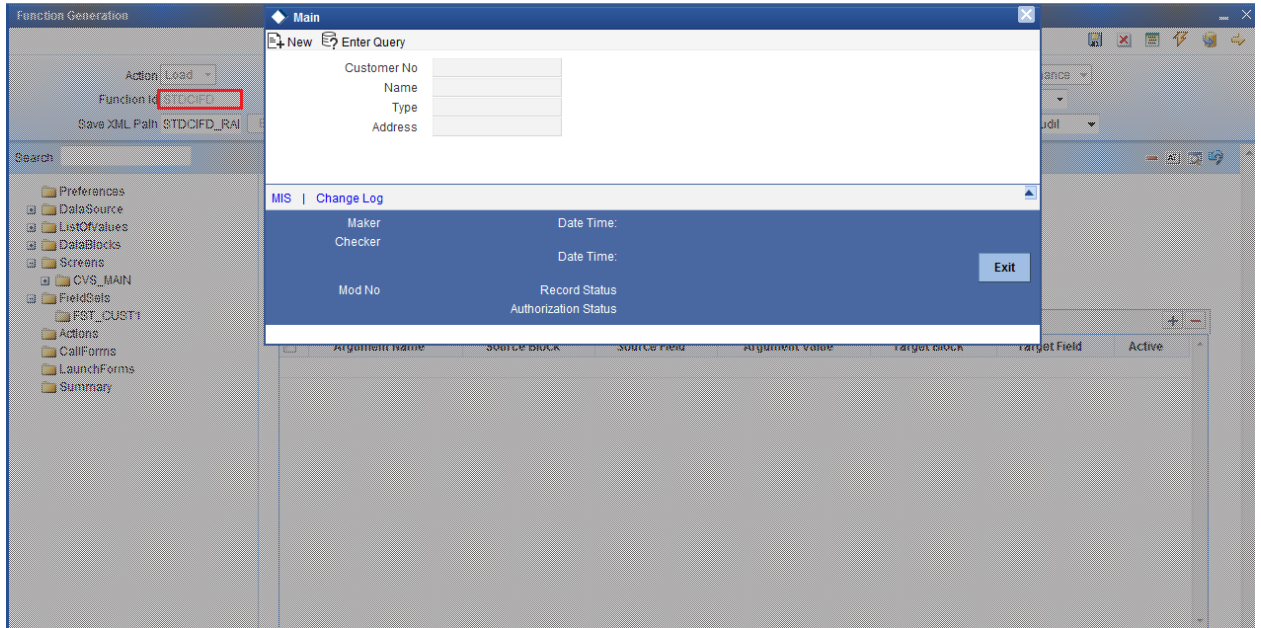 Function Generation
Main
New Enter Query
Action Load
Function Id STDCIFD
Save XML Path STDCIFD_RAI
Customer No
Name
Type
Address
Search
MIS | Change Log
Preferences
DataSource
ListOfValues
DataBlocks
Screens
CVS_MAIN
FieldSets
FST_CUST1
Actions
CallForms
LaunchForms
Summary
Maker Date Time:
Checker
Date Time:
Exit
Mod No Record Status
Authorization Status
Argument Name Source Block Source Field Argument Value Target Block Target Field Active